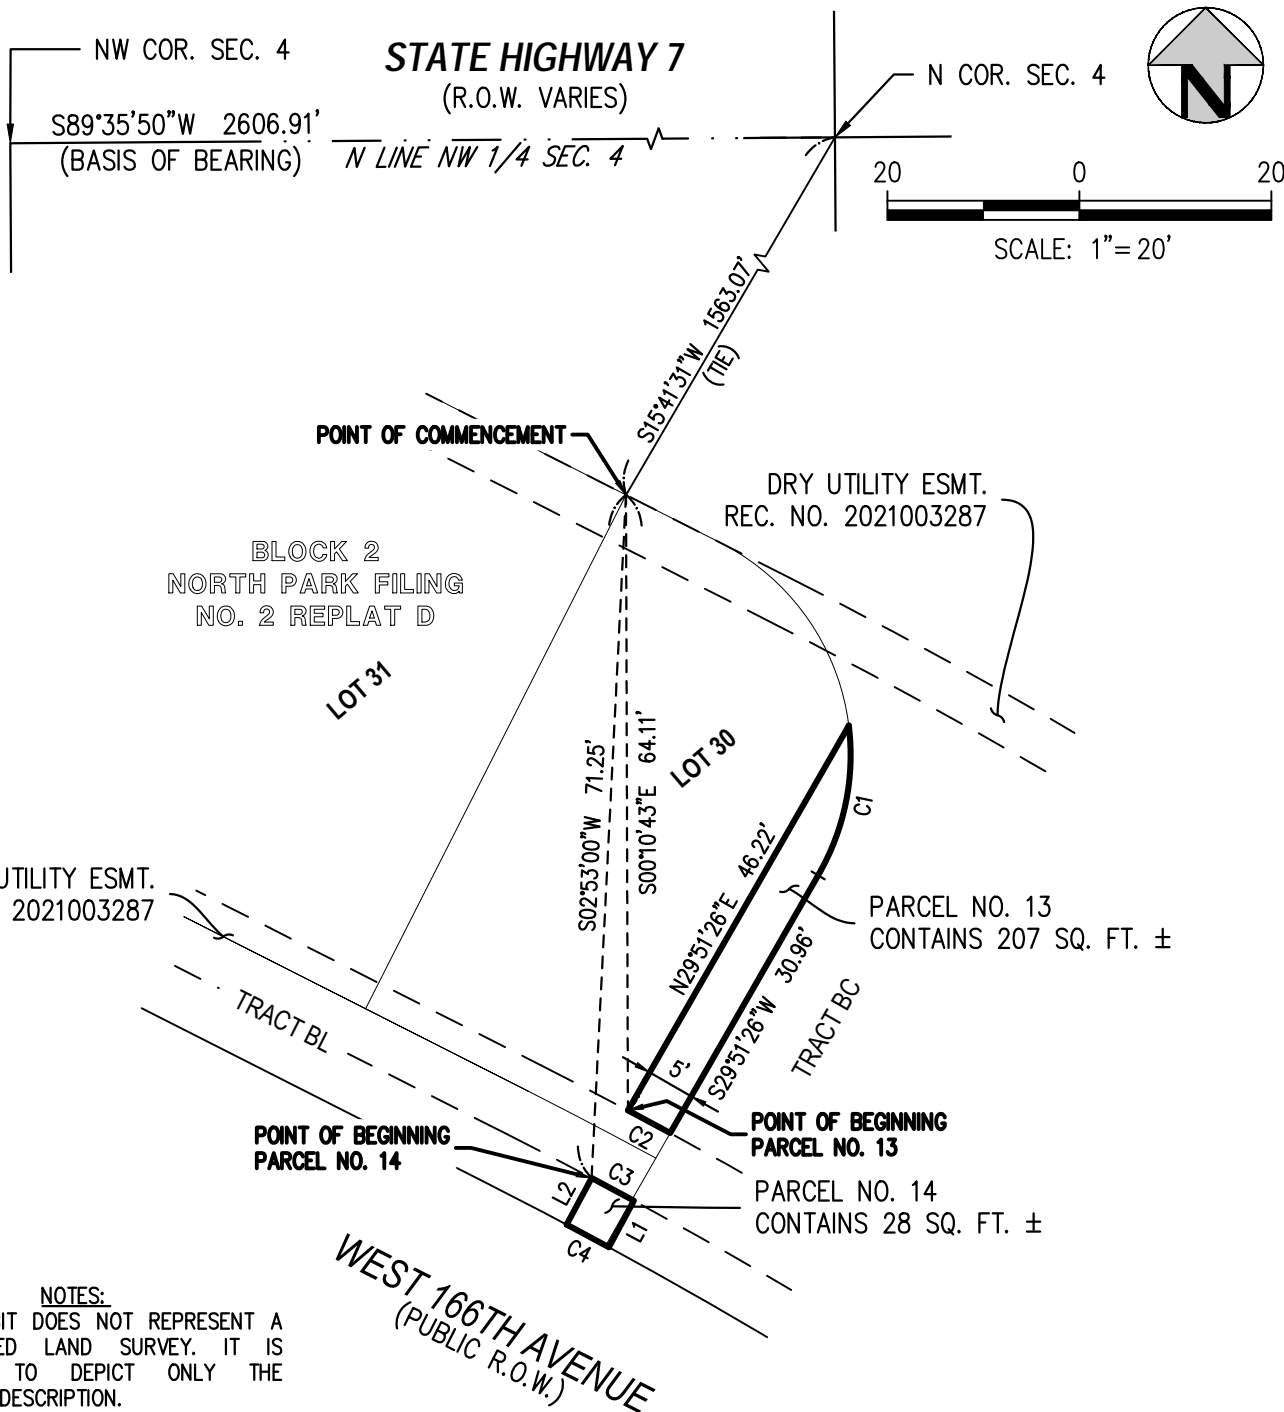 NW COR. SEC. 4
STATE HIGHWAY 7
(R.O.W. VARIES)
N COR. SEC. 4
N
S89°35'50"W 2606.91'
(BASIS OF BEARING)
N LINE NW 1/4 SEC. 4
20 0 20
SCALE: 1"=20'
S15°41'31"W 1563.07'
(TIE)
POINT OF COMMENCEMENT
DRY UTILITY ESMT.
REC. NO. 2021003287
BLOCK 2
NORTH PARK FILING
NO. 2 REPLAT D
LOT 31
LOT 30
S02°53'00"W 71.25'
S00°10'43"E 64.11'
C1
N29°51'26"E 46.22'
S29°51'26"W 30.96'
UTILITY ESMT.
2021003287
PARCEL NO. 13
CONTAINS 207 SQ. FT. ±
TRACT BL
TRACT BC
5'
POINT OF BEGINNING
PARCEL NO. 13
C2
POINT OF BEGINNING
PARCEL NO. 14
C3
L2
L1
C4
PARCEL NO. 14
CONTAINS 28 SQ. FT. ±
WEST 166TH AVENUE
(PUBLIC R.O.W.)
NOTES:
IT DOES NOT REPRESENT A
ED LAND SURVEY. IT IS
TO DEPICT ONLY THE
DESCRIPTION.